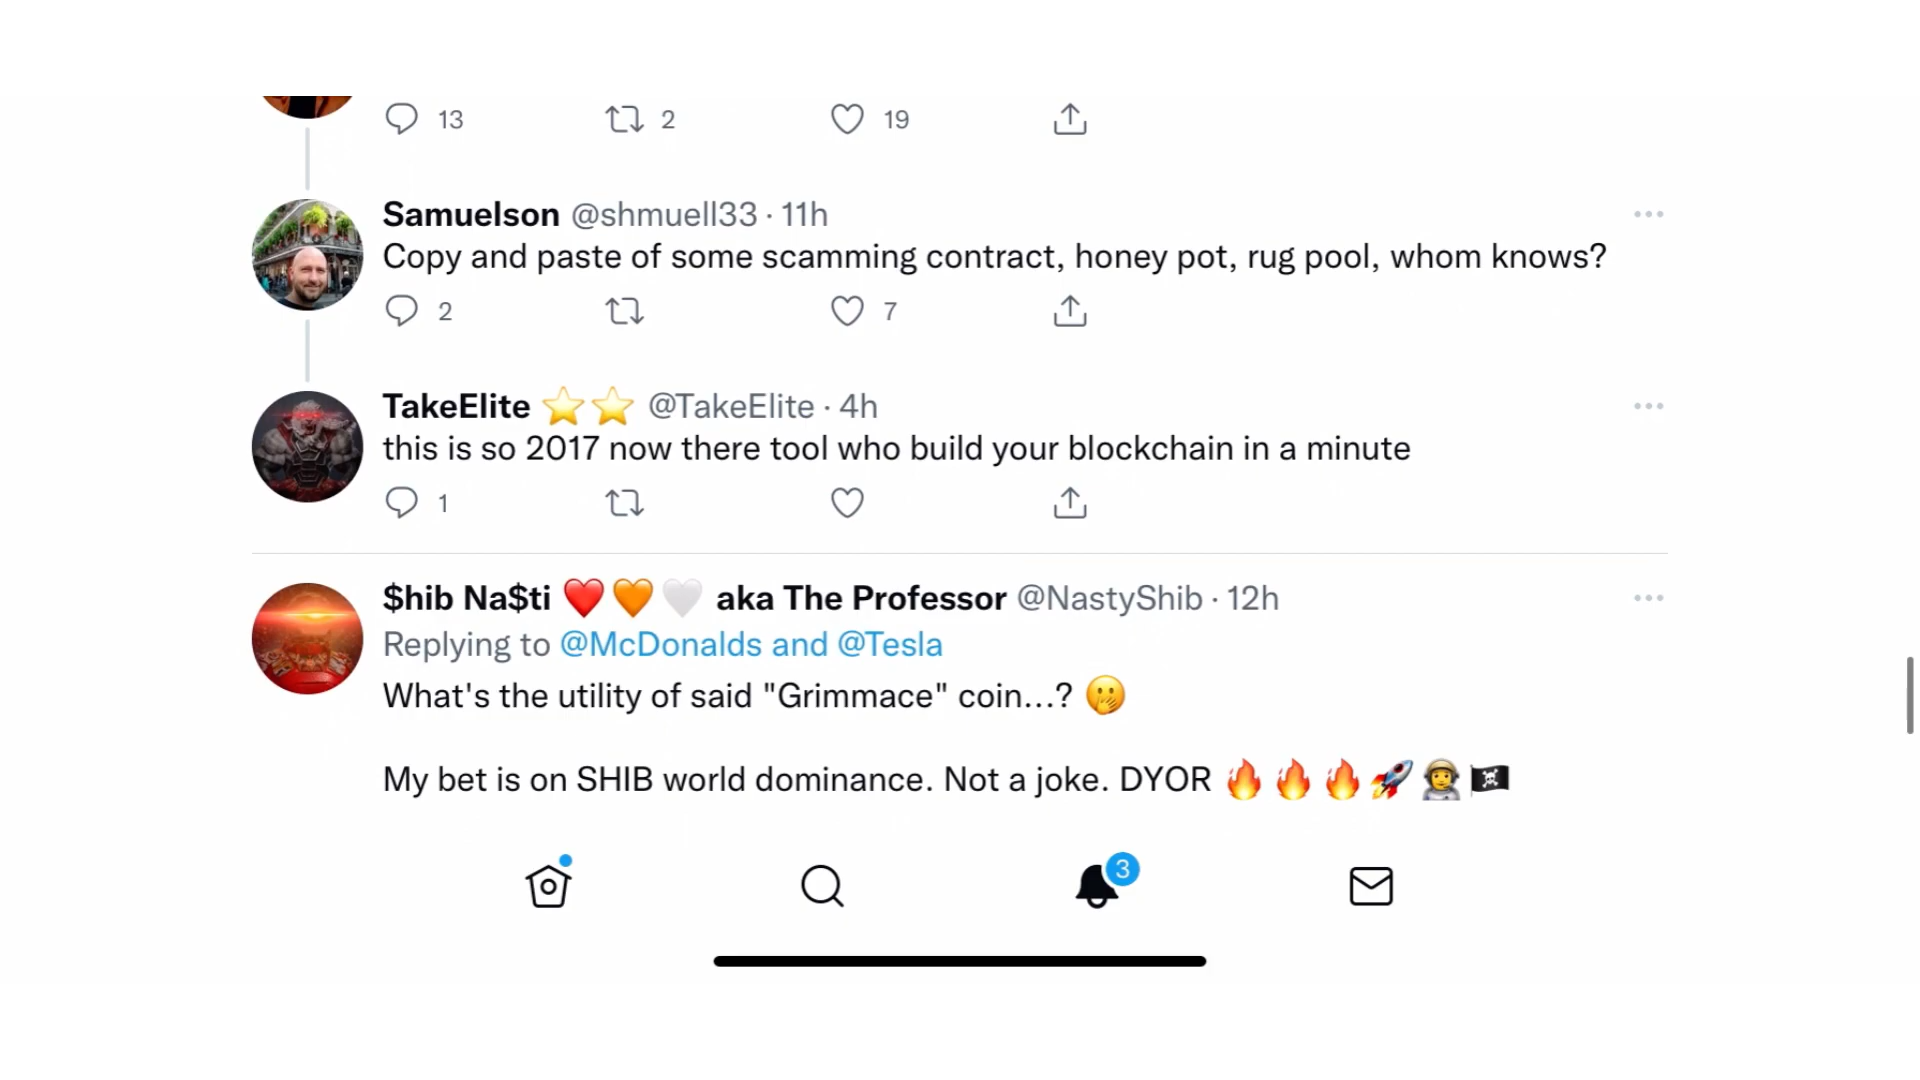 13 2 19
Samuelson @shmuell33 · 11h
Copy and paste of some scamming contract, honey pot, rug pool, whom knows?
2 7
TakeElite ⭐⭐ @TakeElite · 4h
this is so 2017 now there tool who build your blockchain in a minute
1
$hib Na$ti ❤️🧡🤍 aka The Professor @NastyShib · 12h
Replying to @McDonalds and @Tesla
What's the utility of said "Grimmace" coin...? 🫢
My bet is on SHIB world dominance. Not a joke. DYOR 🔥🔥🔥🚀🧑‍🚀🏴‍☠️
3